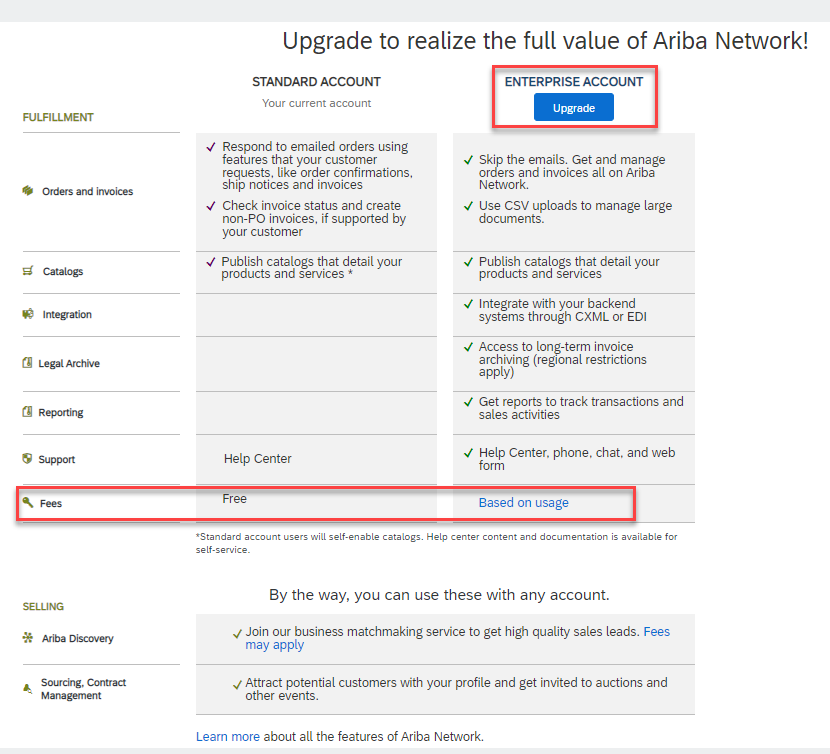 Upgrade to realize the full value of Ariba Network!
STANDARD ACCOUNT
Your current account
ENTERPRISE ACCOUNT
Upgrade
FULFILLMENT
Orders and invoices
Respond to emailed orders using
features that your customer
requests, like order confirmations,
ship notices and invoices
Check invoice status and create
non-PO invoices, if supported by
your customer
Skip the emails. Get and manage
orders and invoices all on Ariba
Network.
Use CSV uploads to manage large
documents.
Catalogs
Publish catalogs that detail your
products and services *
Publish catalogs that detail your
products and services
Integration
Integrate with your backend
systems through CXML or EDI
Legal Archive
Access to long-term invoice
archiving (regional restrictions
apply)
Reporting
Get reports to track transactions and
sales activities
Support
Help Center
Help Center, phone, chat, and web
form
Fees
Free
Based on usage
*Standard account users will self-enable catalogs. Help center content and documentation is available for
self-service.
By the way, you can use these with any account.
SELLING
Ariba Discovery
Join our business matchmaking service to get high quality sales leads. Fees
may apply
Sourcing, Contract
Management
Attract potential customers with your profile and get invited to auctions and
other events.
Learn more about all the features of Ariba Network.